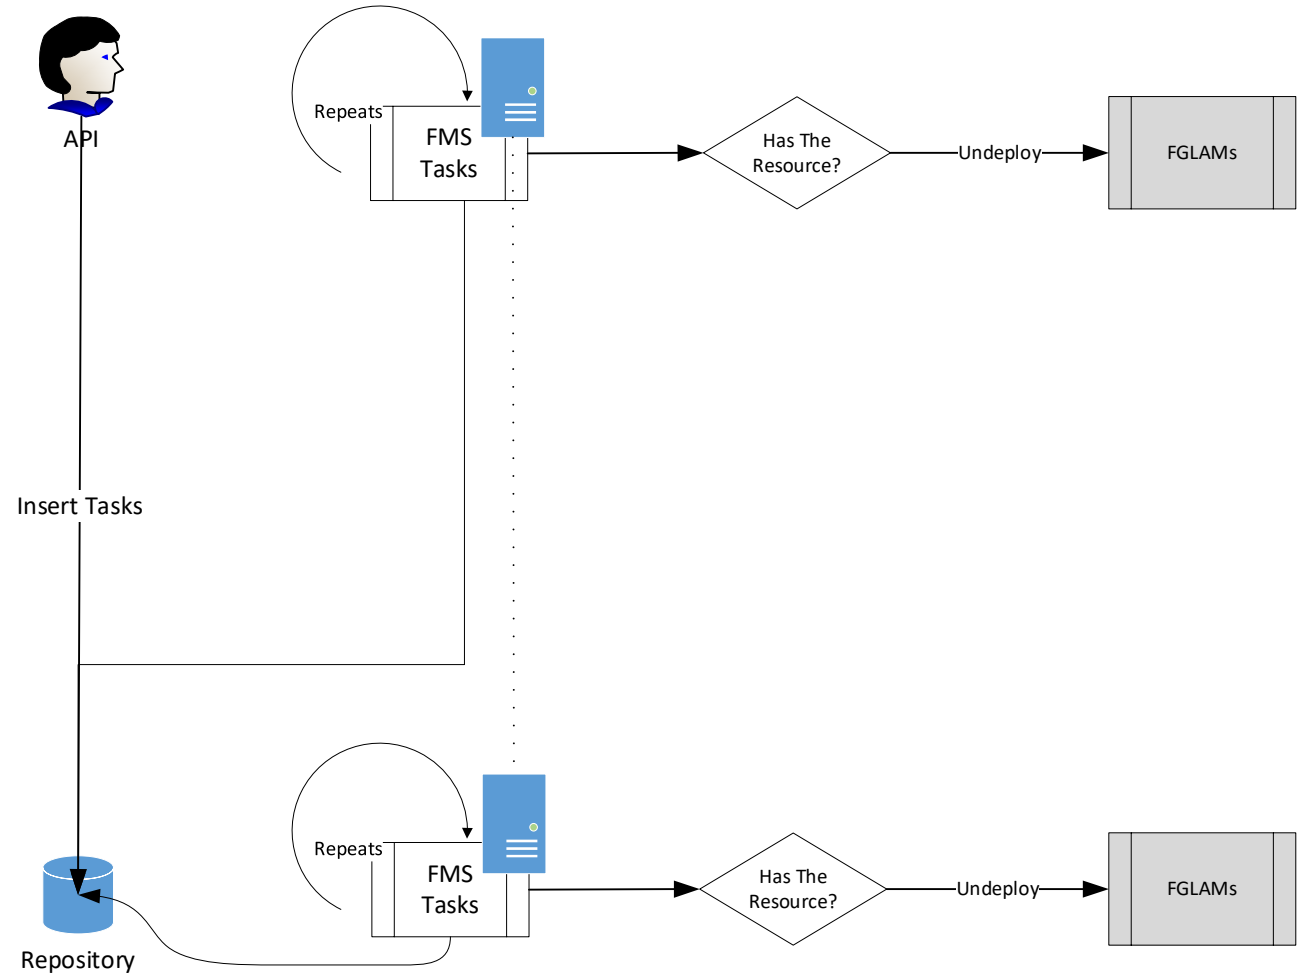 API
Repeats
FMS
Tasks
Has The
Resource?
Undeploy
FGLAMs
Insert Tasks
Repeats
FMS
Tasks
Has The
Resource?
Undeploy
FGLAMs
Repository